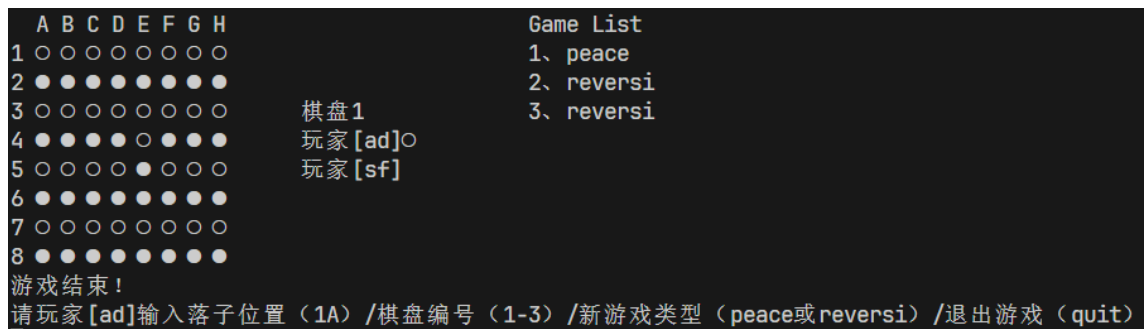 A B C D E F G H Game List
1 ○ ○ ○ ○ ○ ○ ○ ○ 1、peace
2 ● ● ● ● ● ● ● ● 2、reversi
3 ○ ○ ○ ○ ○ ○ ○ ○ 棋盘1 3、reversi
4 ● ● ● ● ○ ● ● ● 玩家[ad]○
5 ○ ○ ○ ○ ● ○ ○ ○ 玩家[sf]
6 ● ● ● ● ● ● ● ●
7 ○ ○ ○ ○ ○ ○ ○ ○
8 ● ● ● ● ● ● ● ●
游戏结束！
请玩家[ad]输入落子位置（1A）/棋盘编号（1-3）/新游戏类型（peace或reversi）/退出游戏（quit）